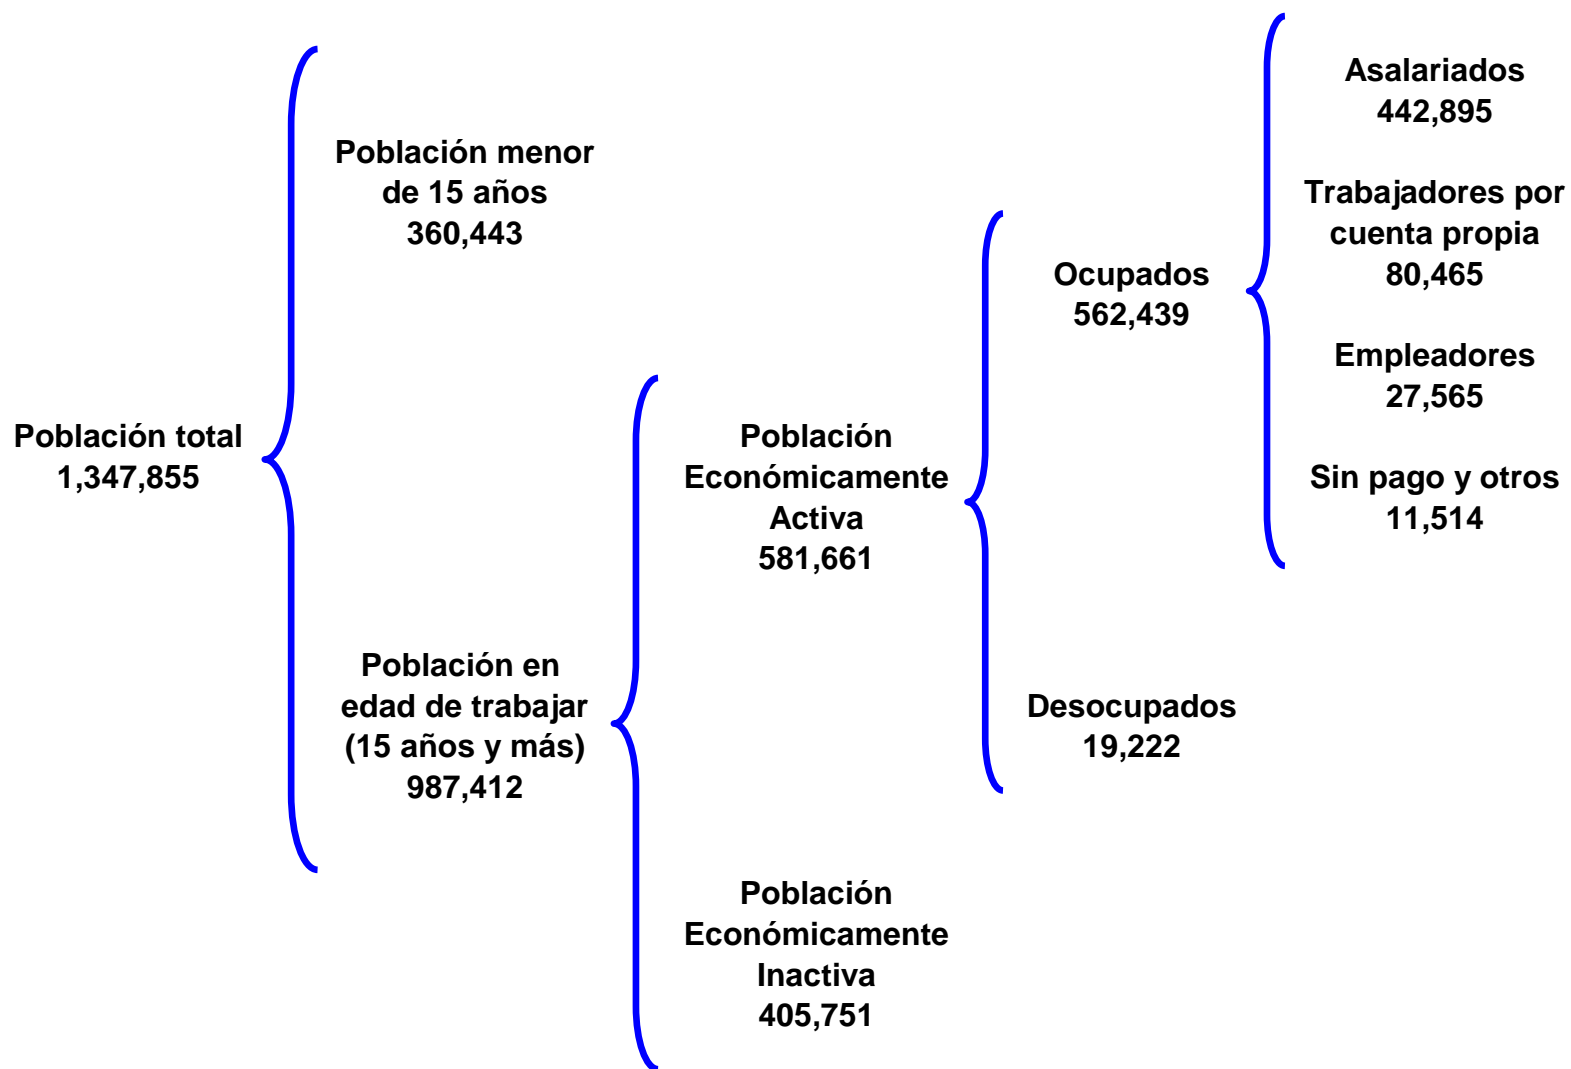 Población total
1,347,855
Población menor
de 15 años
360,443
Población en
edad de trabajar
(15 años y más)
987,412
Población
Económicamente
Activa
581,661
Población
Económicamente
Inactiva
405,751
Ocupados
562,439
Desocupados
19,222
Asalariados
442,895
Trabajadores por
cuenta propia
80,465
Empleadores
27,565
Sin pago y otros
11,514